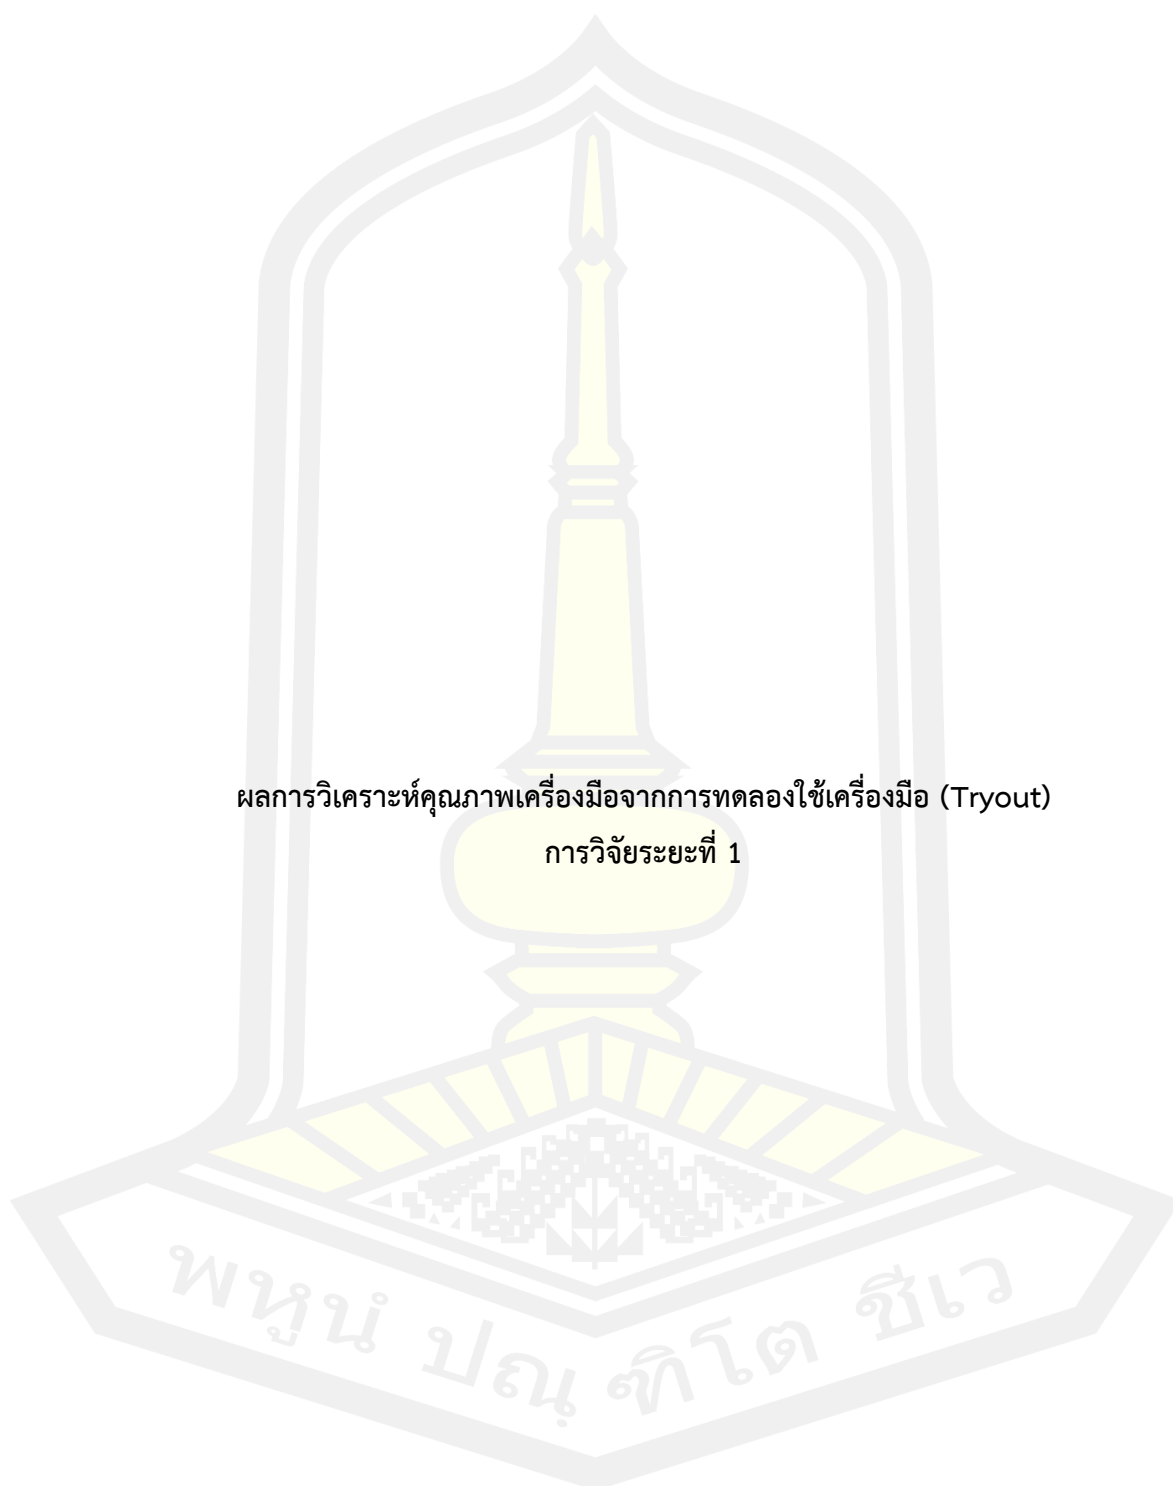 ผลการวิเคราะห์คุณภาพเครื่องมือจากการทดลองใช้เครื่องมือ (Tryout)
การวิจัยระยะที่ 1
พหูนํ ปณฺฑิโต ชีเว